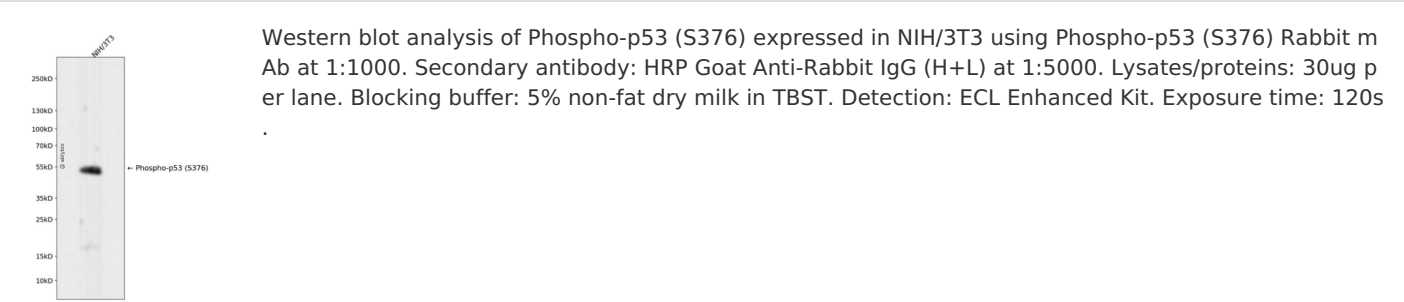 NIH/3T3
250kD
130kD
100kD
70kD
55kD
35kD
25kD
15kD
10kD
@ abybio
← Phospho-p53 (S376)
Western blot analysis of Phospho-p53 (S376) expressed in NIH/3T3 using Phospho-p53 (S376) Rabbit m
Ab at 1:1000. Secondary antibody: HRP Goat Anti-Rabbit IgG (H+L) at 1:5000. Lysates/proteins: 30ug p
er lane. Blocking buffer: 5% non-fat dry milk in TBST. Detection: ECL Enhanced Kit. Exposure time: 120s
.